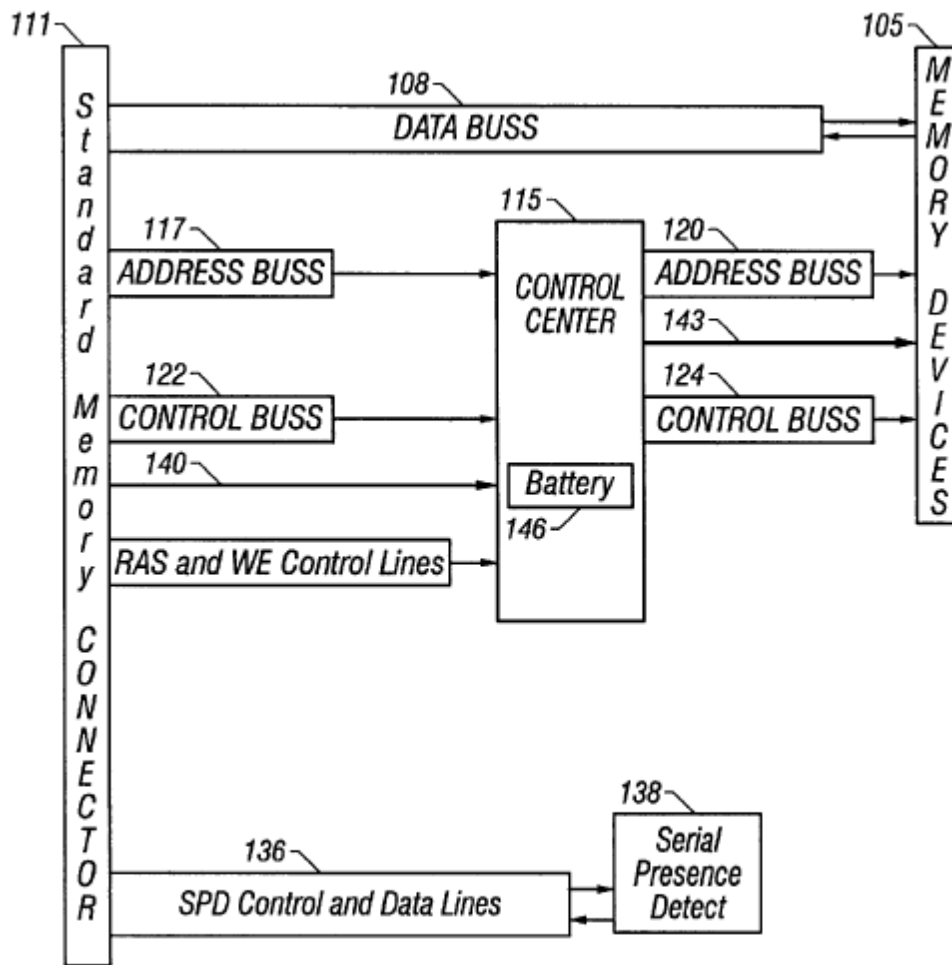 111
105
Standard Memory CONNECTOR
MEMORY DEVICES
108
DATA BUSS
115
117
120
ADDRESS BUSS
ADDRESS BUSS
CONTROL
CENTER
143
122
124
CONTROL BUSS
CONTROL BUSS
140
Battery
146
RAS and WE Control Lines
138
136
Serial
Presence
Detect
SPD Control and Data Lines